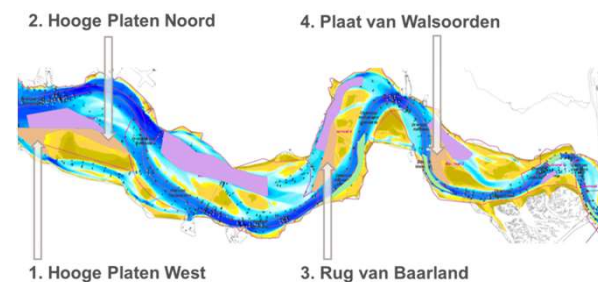 2. Hooge Platen Noord
4. Plaat van Walsoorden
1. Hooge Platen West
3. Rug van Baarland